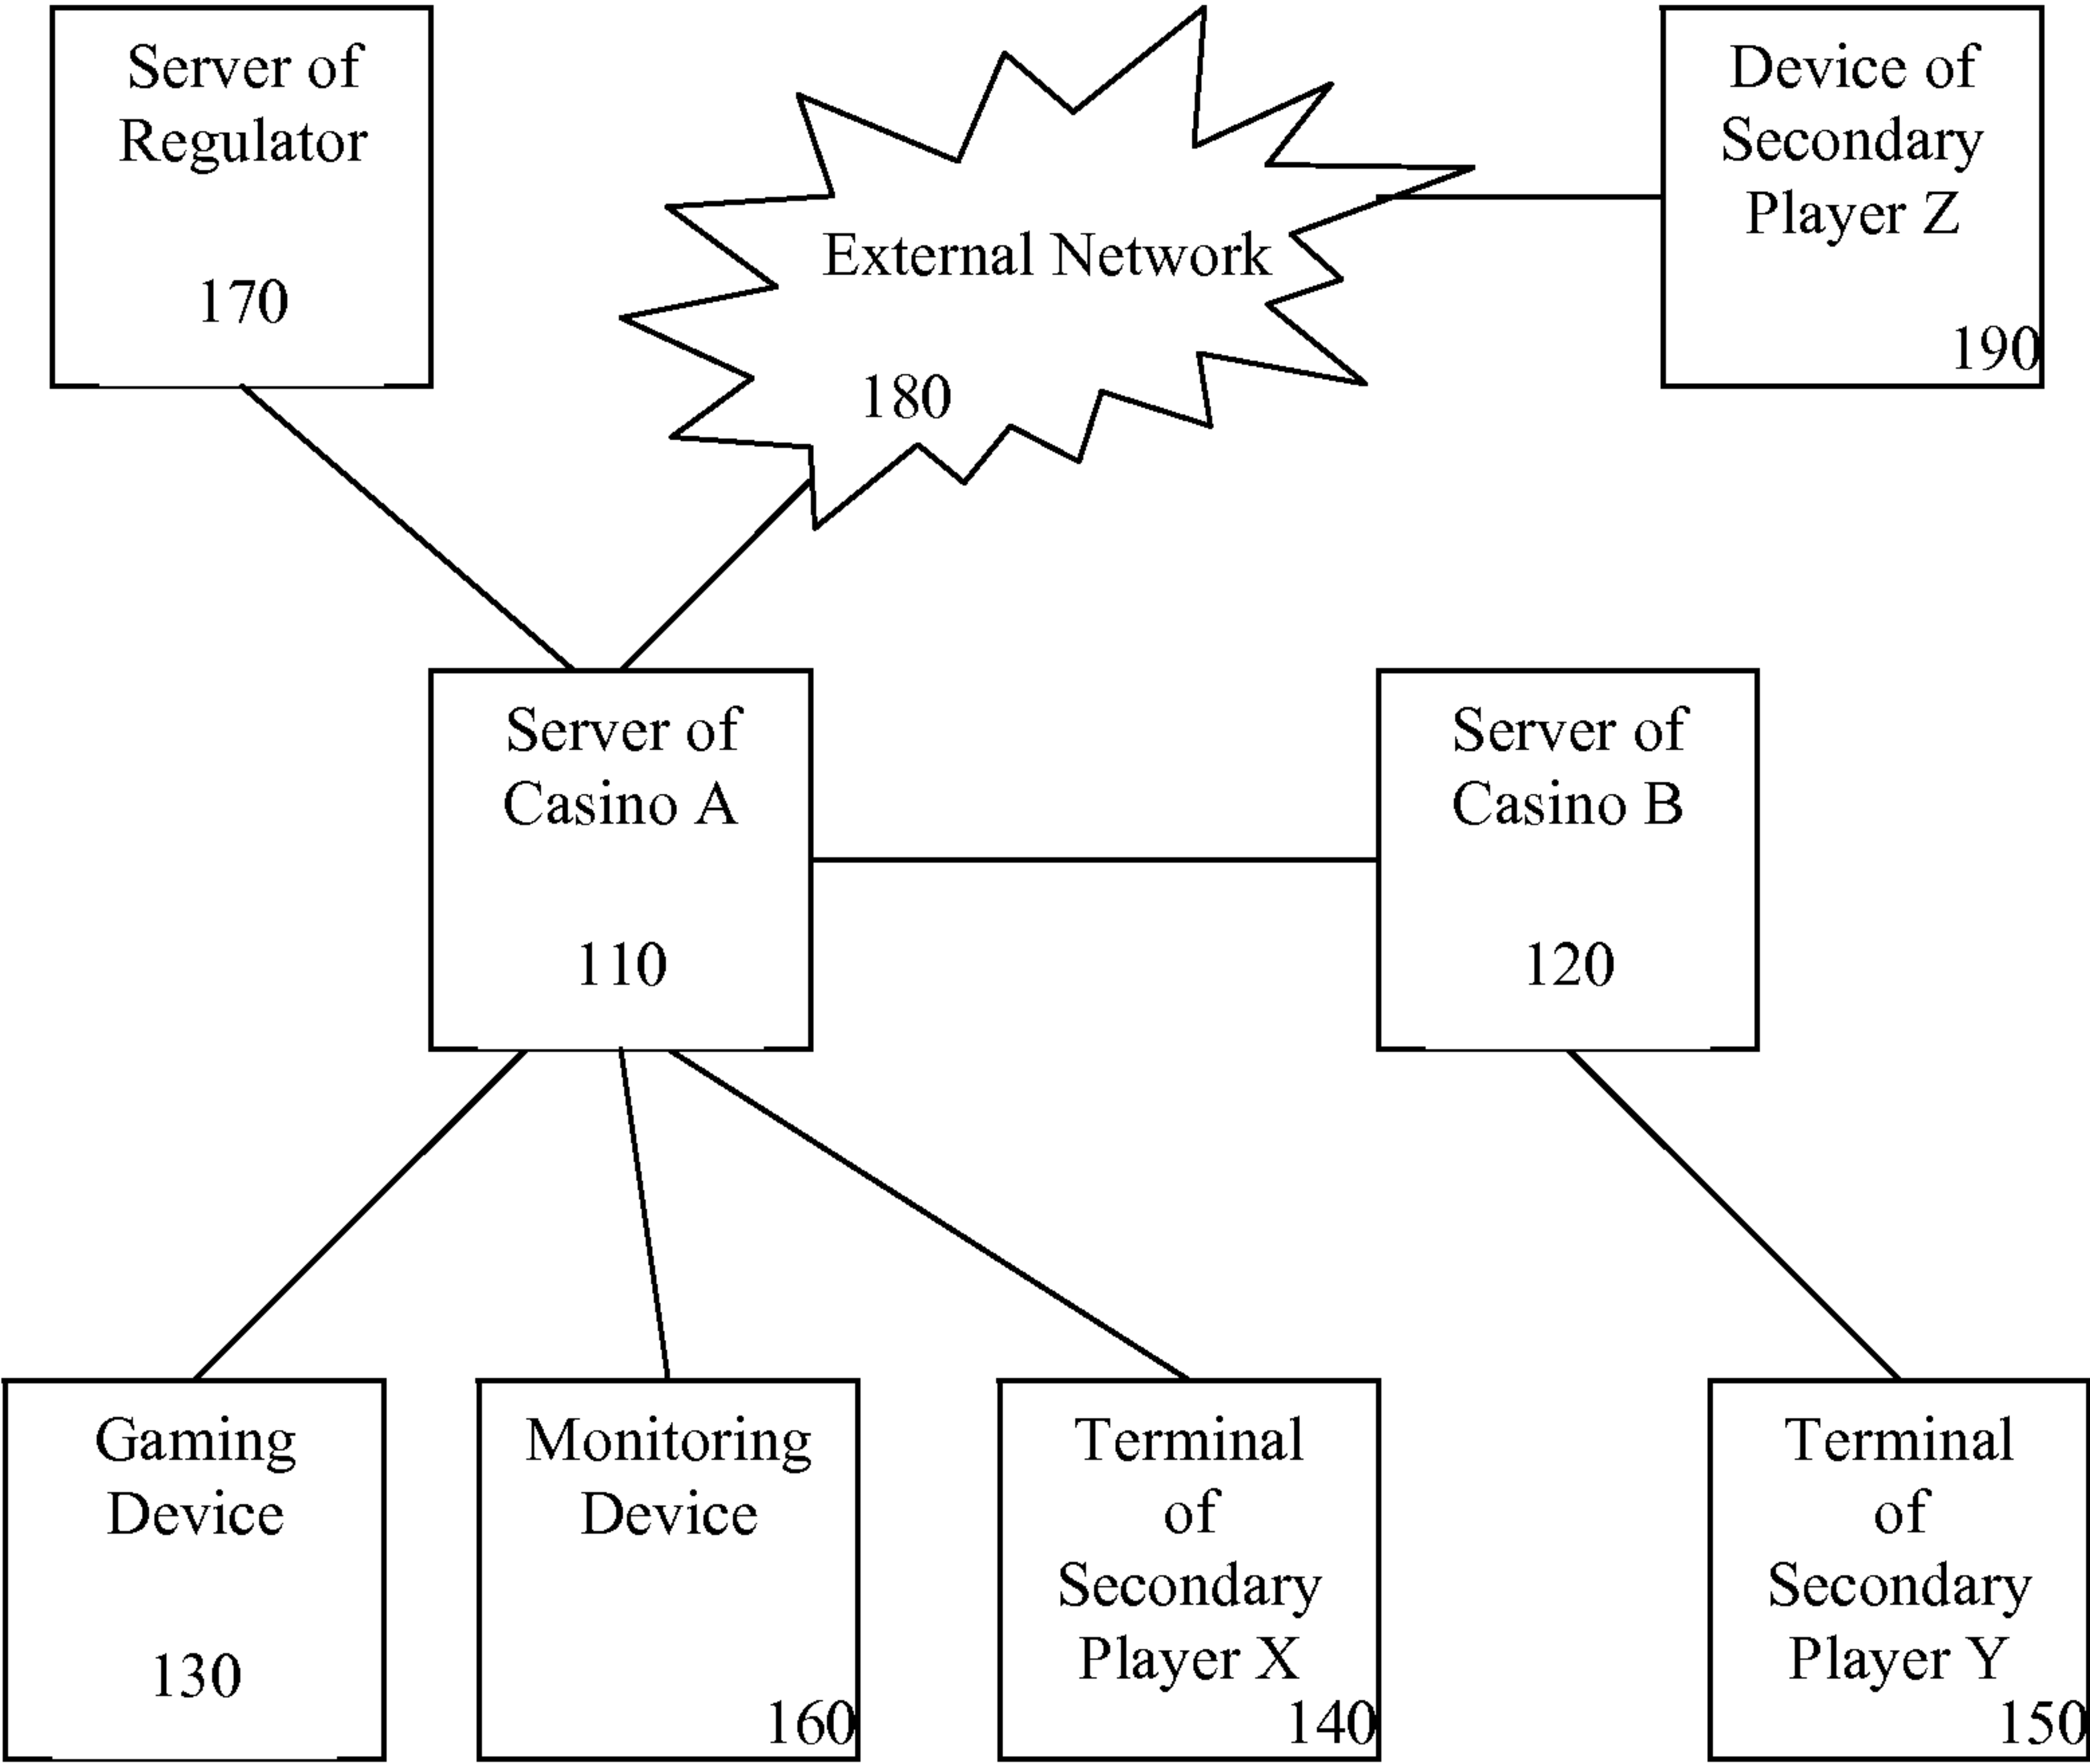 Server of
Regulator
170
External Network
180
Device of
Secondary
Player Z
190
Server of
Casino A
110
Server of
Casino B
120
Gaming
Device
130
Monitoring
Device
160
Terminal
of
Secondary
Player X
140
Terminal
of
Secondary
Player Y
150